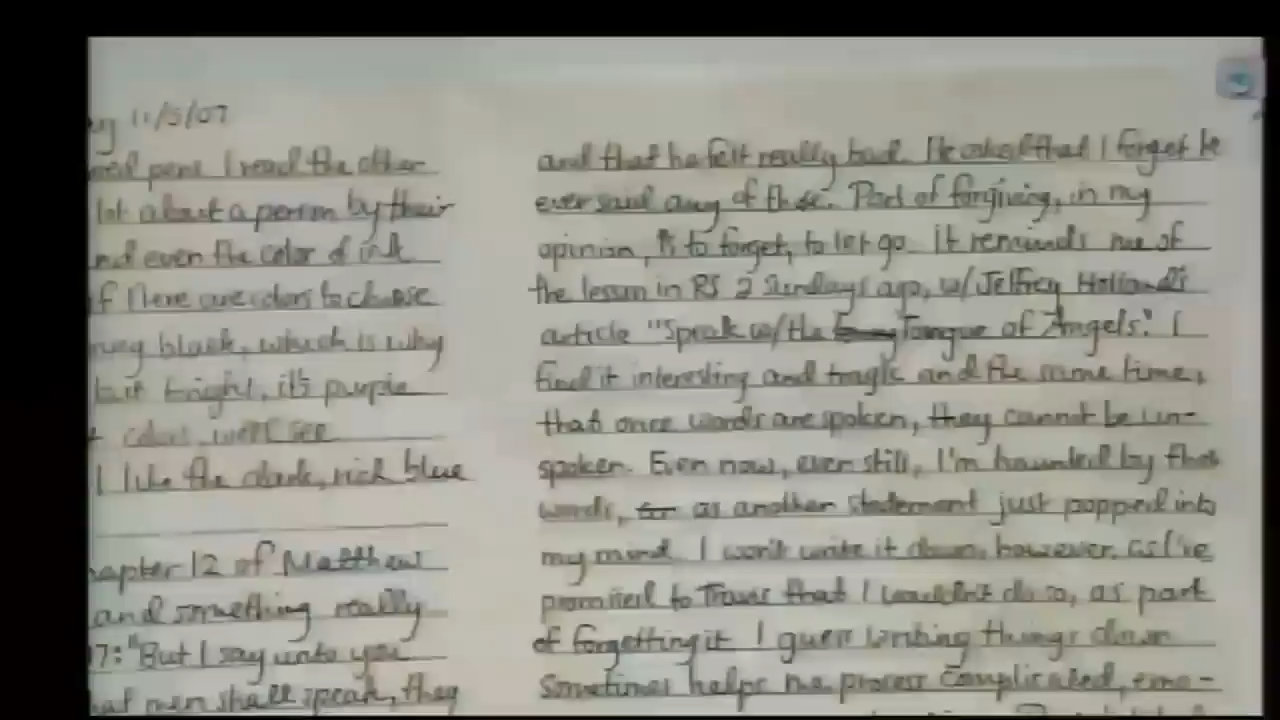 11/5/07
pens. I read the other
lot about a person by their
even the color of ink
if there are colors to choose
black, which is why
bright, it's purple
colors we'll see
I like the dark, rich blue
Chapter 12 of Matthew
and something really
7: "But I say unto you
men shall speak, they
and that he felt really bad. He asked that I forget he
ever said any of those. Part of forgiving, in my
opinion, is to forget, to let go. It reminds me of
the lesson in RS 2 Sundays ago, w/ Jeffrey Holland's
article "Speak w/the Tongue of Angels." I
find it interesting and tragic and the same time,
that once words are spoken, they cannot be un-
spoken. Even now, even still, I'm haunted by those
words, as another statement just popped into
my mind. I won't write it down, however, as I've
promised to Travis that I wouldn't do so, as part
of forgetting it. I guess writing things down
sometimes helps me process complicated, emo-